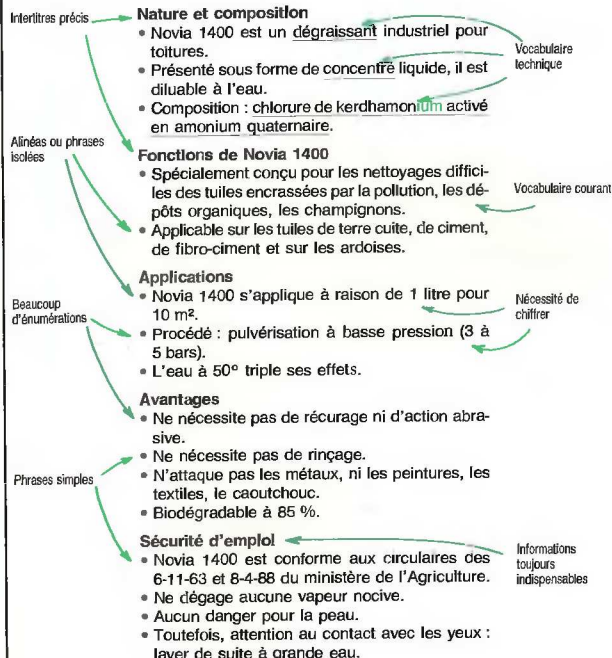 Intertitres précis
Nature et composition
• Novia 1400 est un dégraissant industriel pour
toitures.
Vocabulaire
technique
• Présenté sous forme de concentré liquide, il est
diluable à l'eau.
• Composition : chlorure de kerdhamonium activé
en amonium quaternaire.
Alinéas ou phrases
isolées
Fonctions de Novia 1400
• Spécialement conçu pour les nettoyages diffici-
les des tuiles encrassées par la pollution, les dé-
pôts organiques, les champignons.
Vocabulaire courant
• Applicable sur les tuiles de terre cuite, de ciment,
de fibro-ciment et sur les ardoises.
Beaucoup
d'énumérations
Applications
• Novia 1400 s'applique à raison de 1 litre pour
10 m².
Nécessité de
chiffrer
• Procédé : pulvérisation à basse pression (3 à
5 bars).
• L'eau à 50° triple ses effets.
Avantages
• Ne nécessite pas de récurage ni d'action abra-
sive.
• Ne nécessite pas de rinçage.
Phrases simples
• N'attaque pas les métaux, ni les peintures, les
textiles, le caoutchouc.
• Biodégradable à 85 %.
Sécurité d'emploi
Informations
toujours
indispensables
• Novia 1400 est conforme aux circulaires des
6-11-63 et 8-4-88 du ministère de l'Agriculture.
• Ne dégage aucune vapeur nocive.
• Aucun danger pour la peau.
• Toutefois, attention au contact avec les yeux :
laver de suite à grande eau.